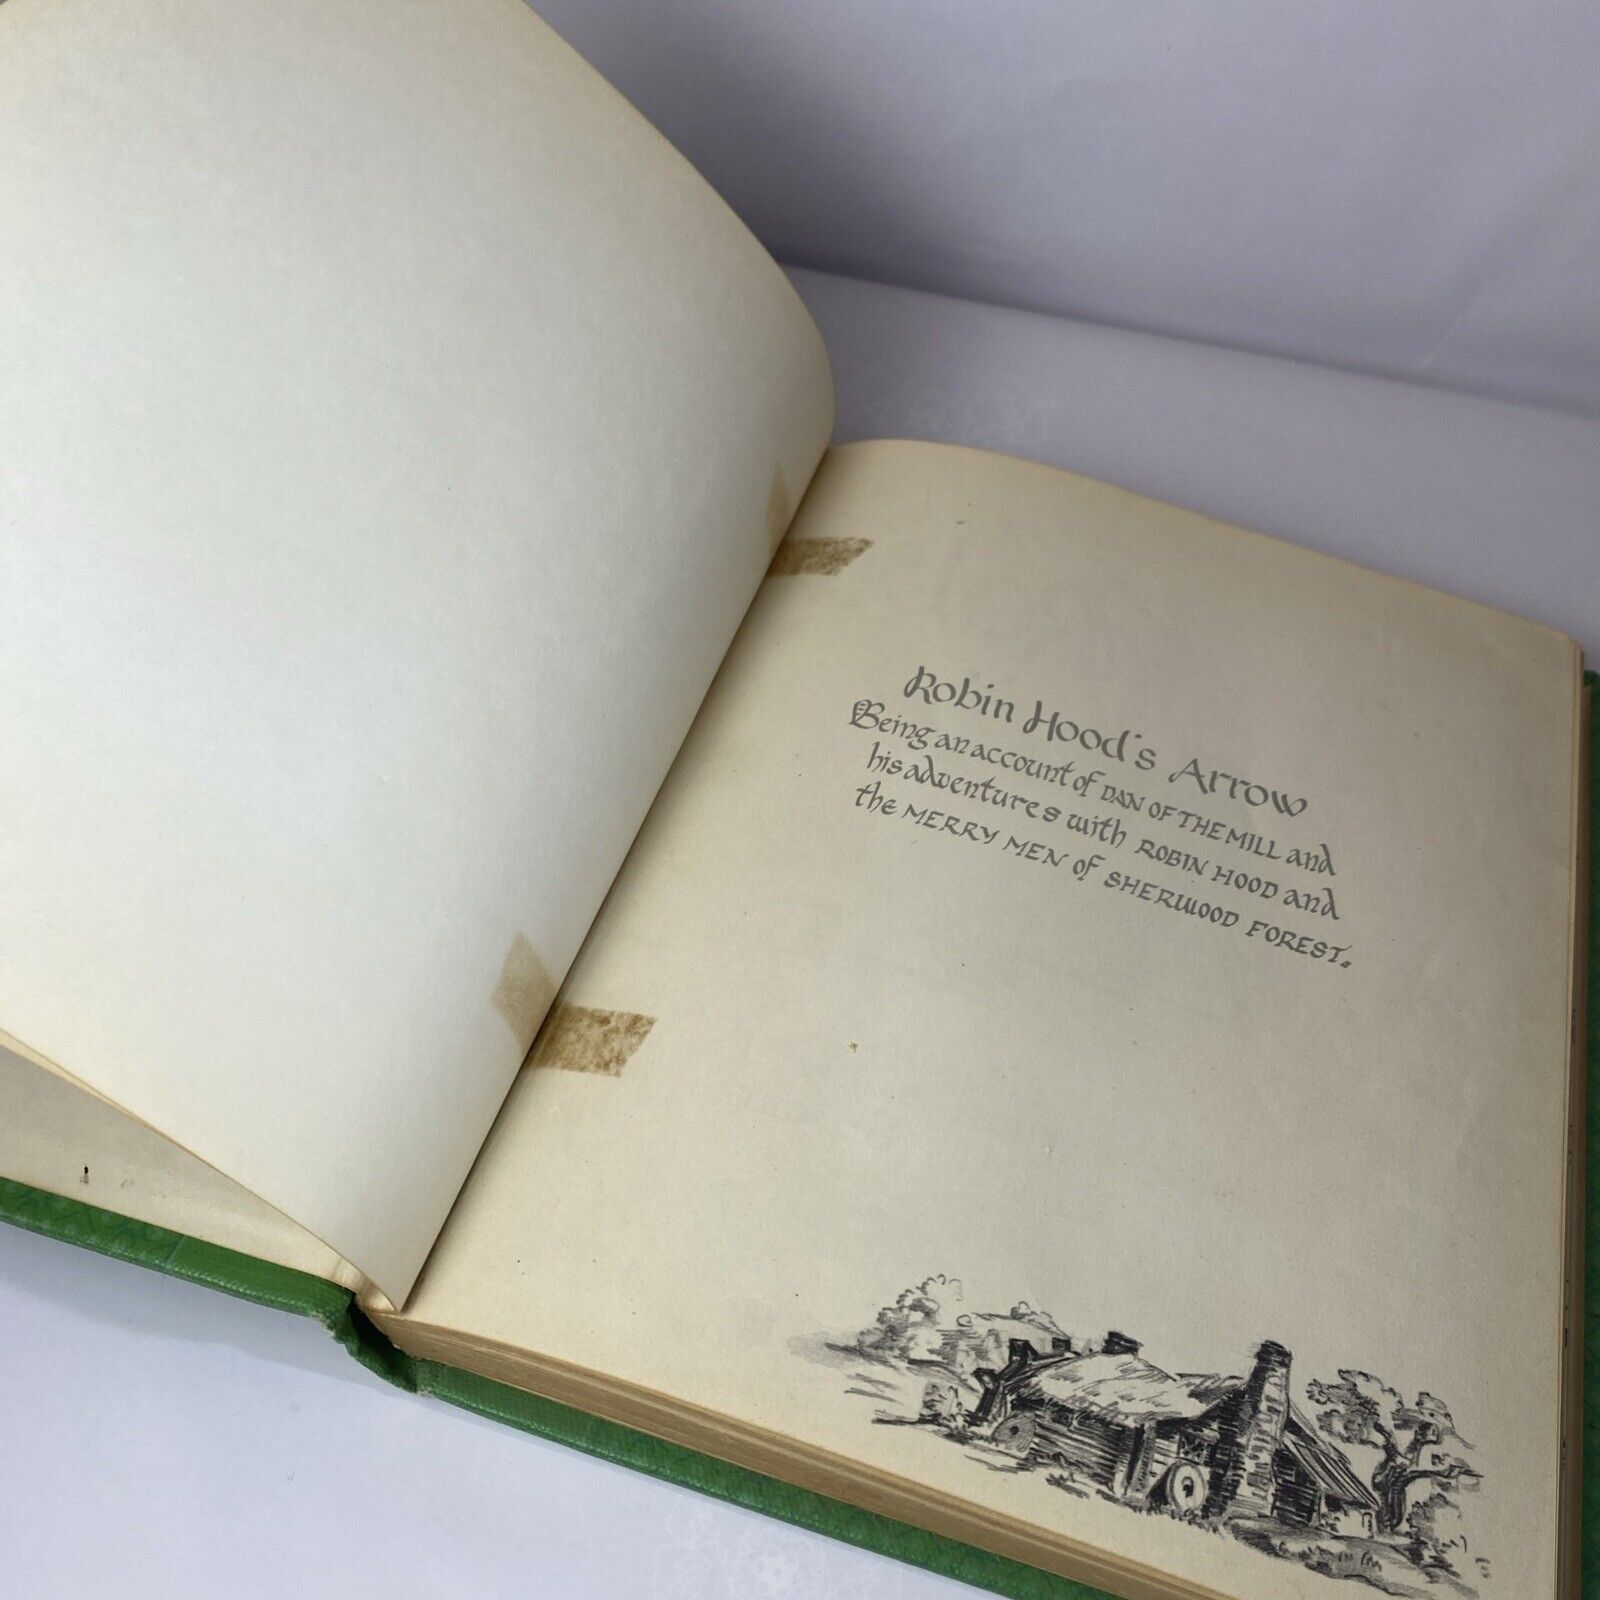 Robin Hood's Arrow
Being an account of DAN OF THE MILL and
his adventures with ROBIN HOOD and
the MERRY MEN of SHERWOOD FOREST.